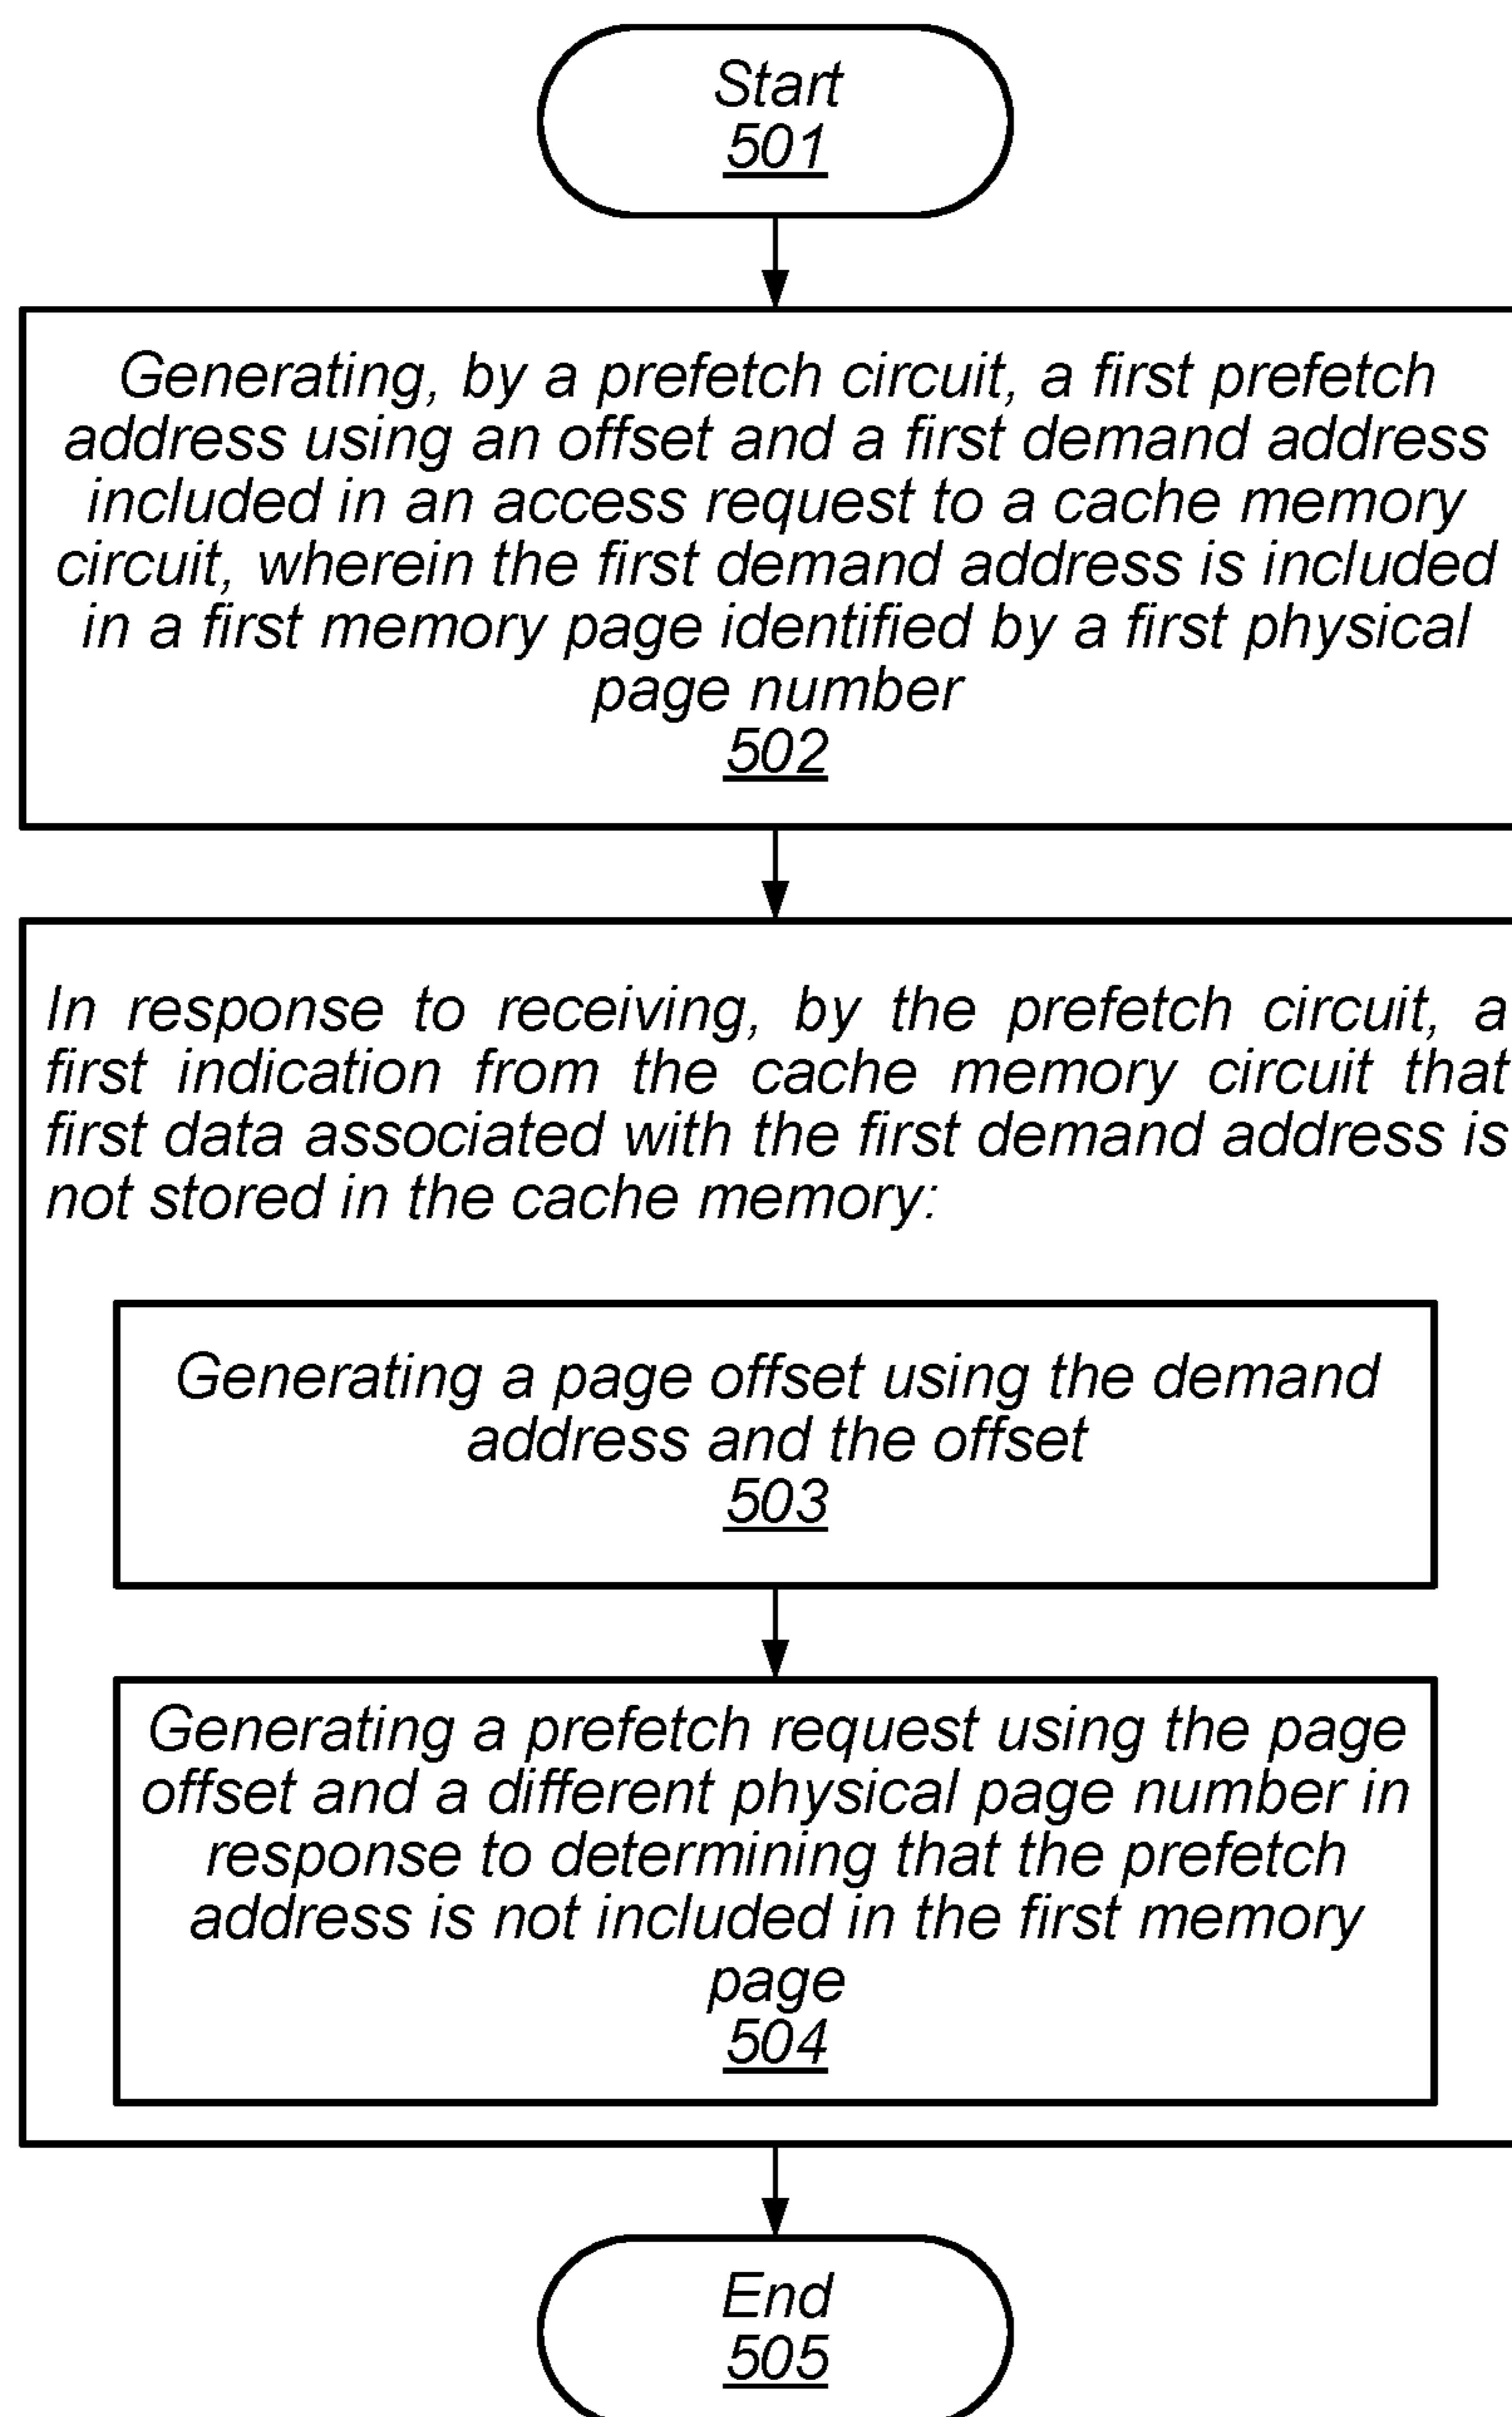 Start
501
Generating, by a prefetch circuit, a first prefetch
address using an offset and a first demand address
included in an access request to a cache memory
circuit, wherein the first demand address is included
in a first memory page identified by a first physical
page number
502
In response to receiving, by the prefetch circuit, a
first indication from the cache memory circuit that
first data associated with the first demand address is
not stored in the cache memory:
Generating a page offset using the demand
address and the offset
503
Generating a prefetch request using the page
offset and a different physical page number in
response to determining that the prefetch
address is not included in the first memory
page
504
End
505